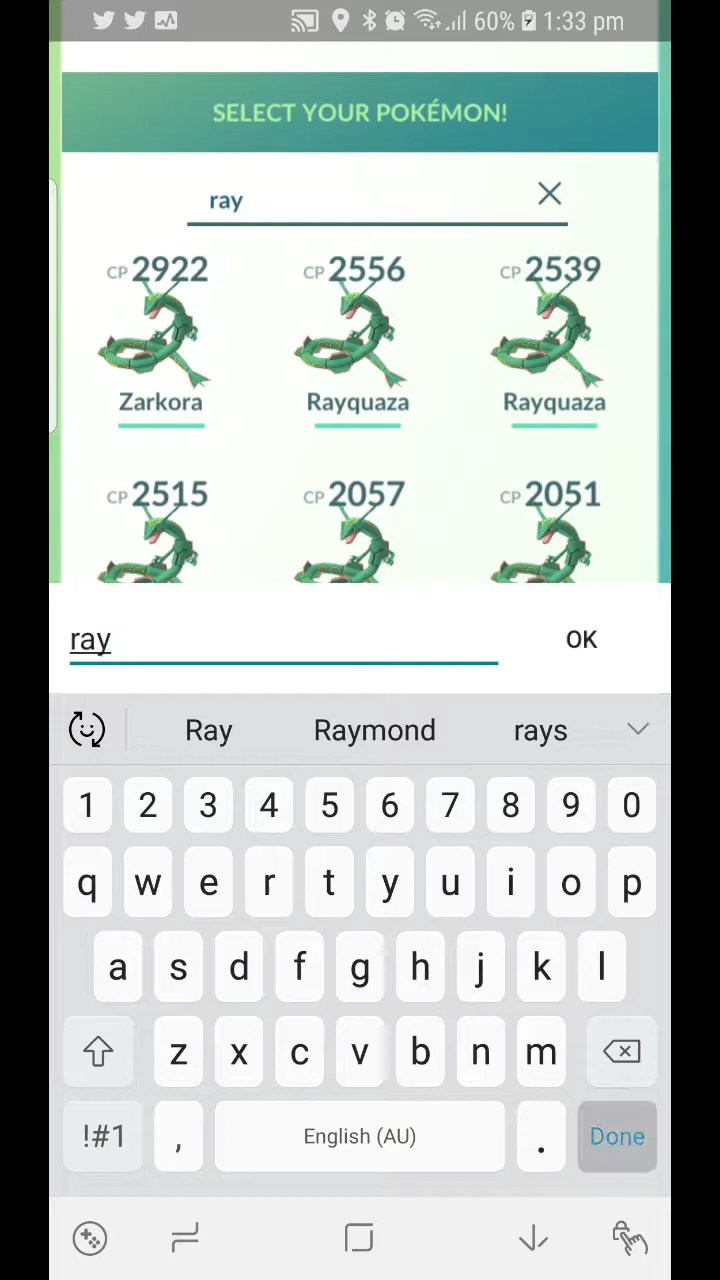 60% 1:33 pm
SELECT YOUR POKÉMON!
ray
CP 2922 CP 2556 CP 2539
Zarkora Rayquaza Rayquaza
CP 2515 CP 2057 CP 2051
ray OK
Ray Raymond rays
1 2 3 4 5 6 7 8 9 0
q w e r t y u i o p
a s d f g h j k l
z x c v b n m
!#1 , English (AU) . Done